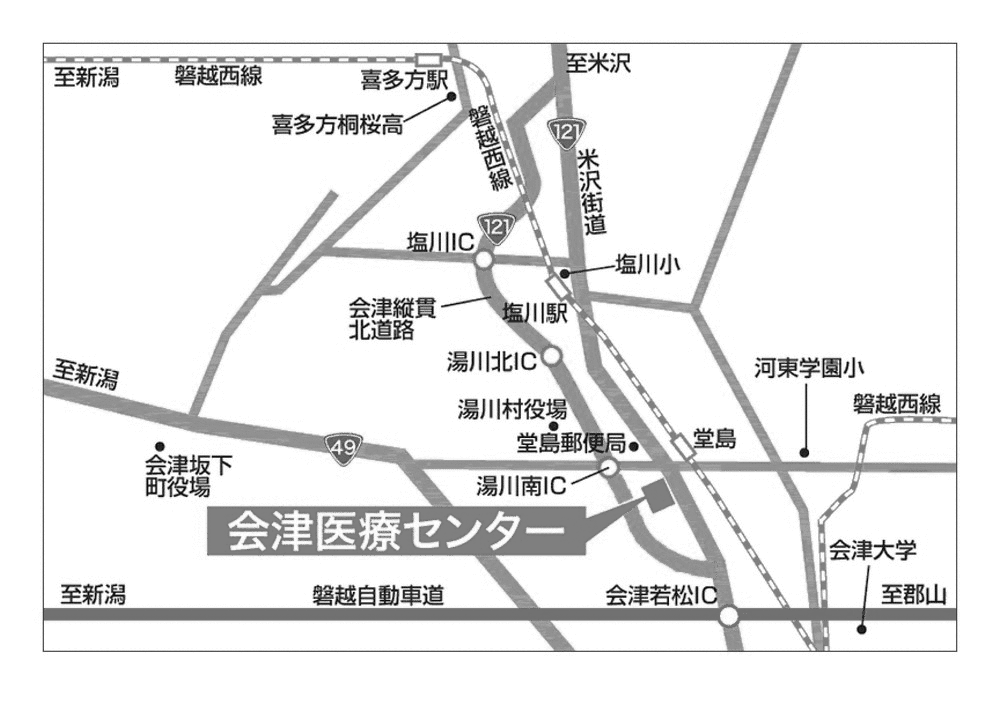 至新潟
磐越西線
喜多方駅
至米沢
喜多方桐桜高
磐越西線
121
米沢街道
121
塩川IC
塩川小
会津縦貫
北道路
塩川駅
湯川北IC
至新潟
河東学園小
磐越西線
湯川村役場
堂島郵便局
堂島
49
会津坂下
町役場
湯川南IC
会津医療センター
会津大学
至新潟
磐越自動車道
会津若松IC
至郡山